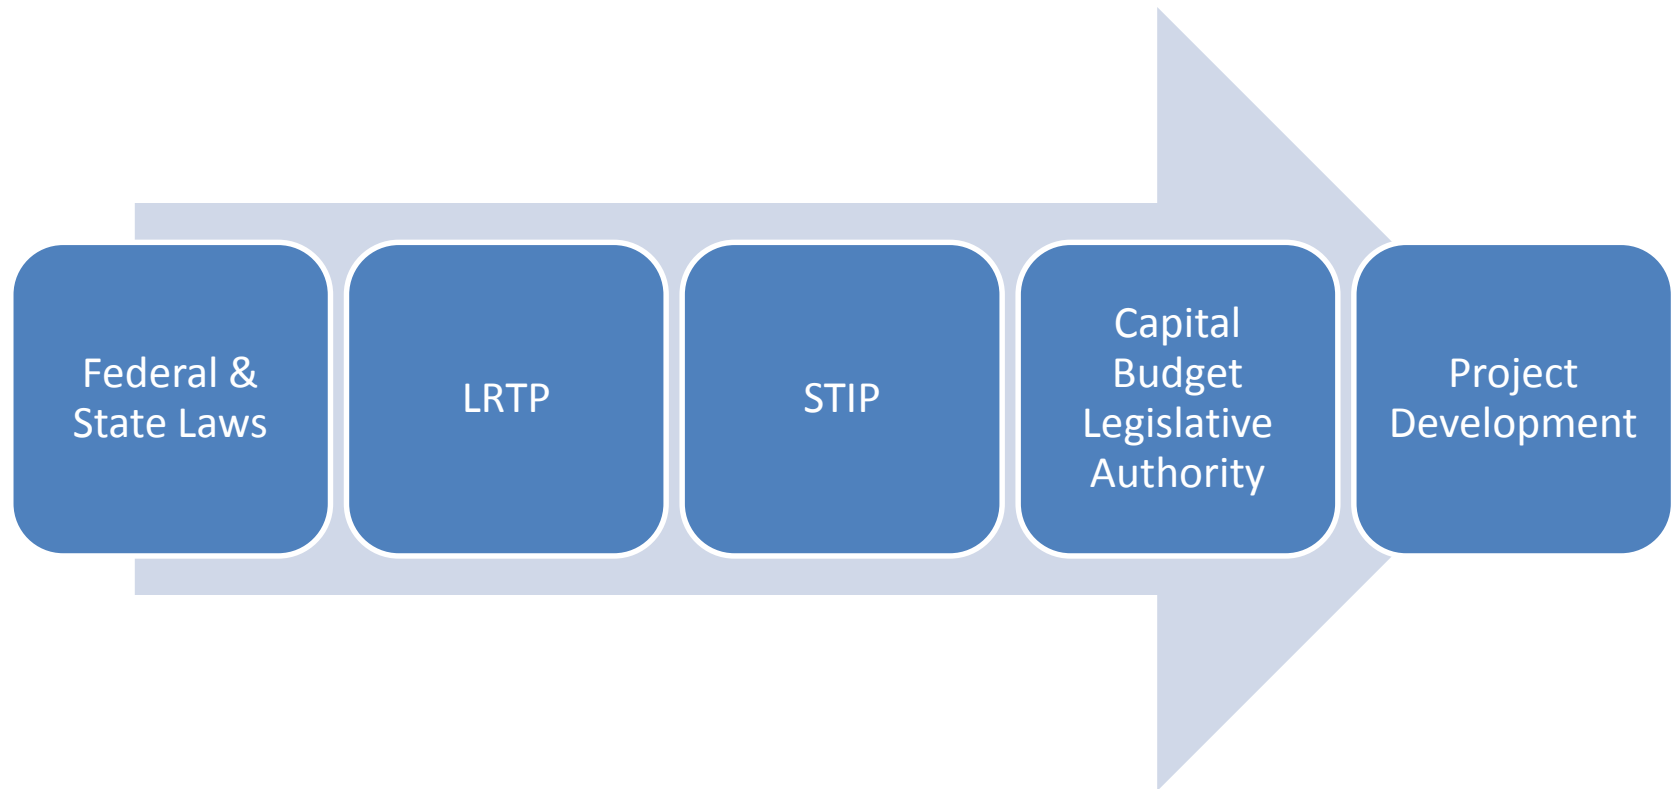 Federal &
State Laws
LRTP
STIP
Capital
Budget
Legislative
Authority
Project
Development